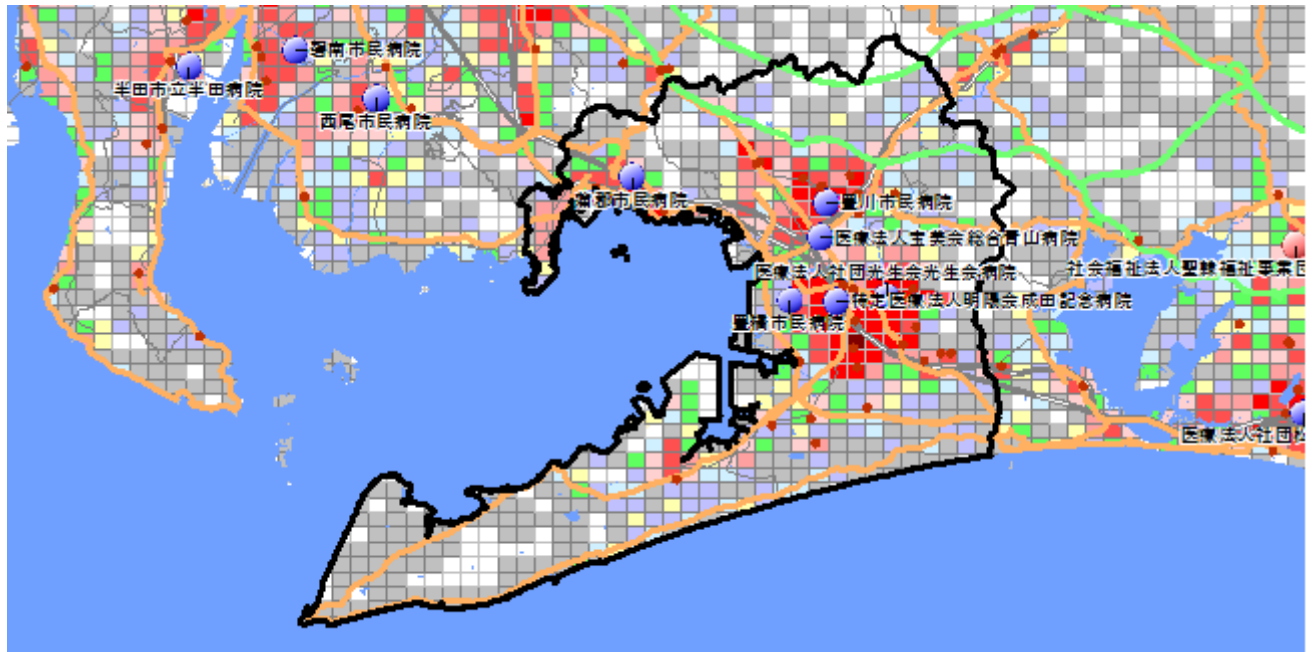 碧南市民病院
半田市立半田病院
西尾市民病院
蒲郡市民病院
豊川市民病院
医療法人宝美会総合青山病院
医療法人社団光生会光生会病院
社会福祉法人聖隷福祉事業団
特定医療法人明陽会成田記念病院
豊橋市民病院
医療法人社団松